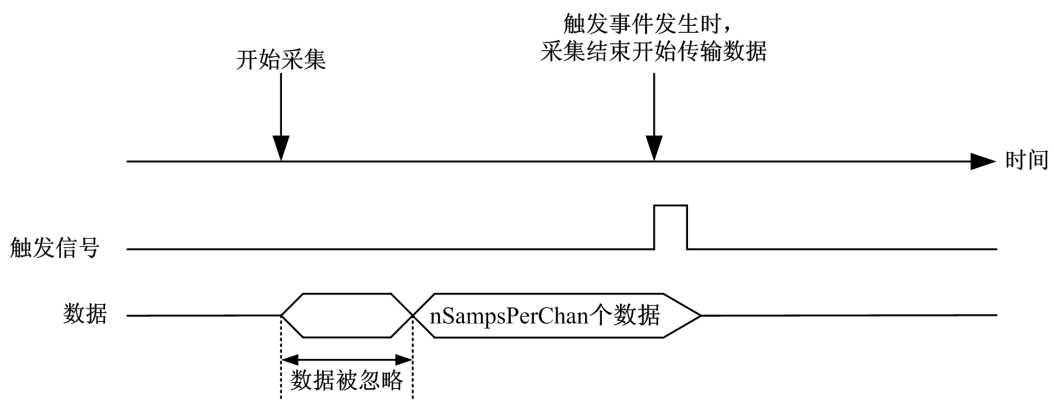 触发事件发生时,
采集结束开始传输数据
开始采集
时间
触发信号
数据
nSampsPerChan个数据
数据被忽略